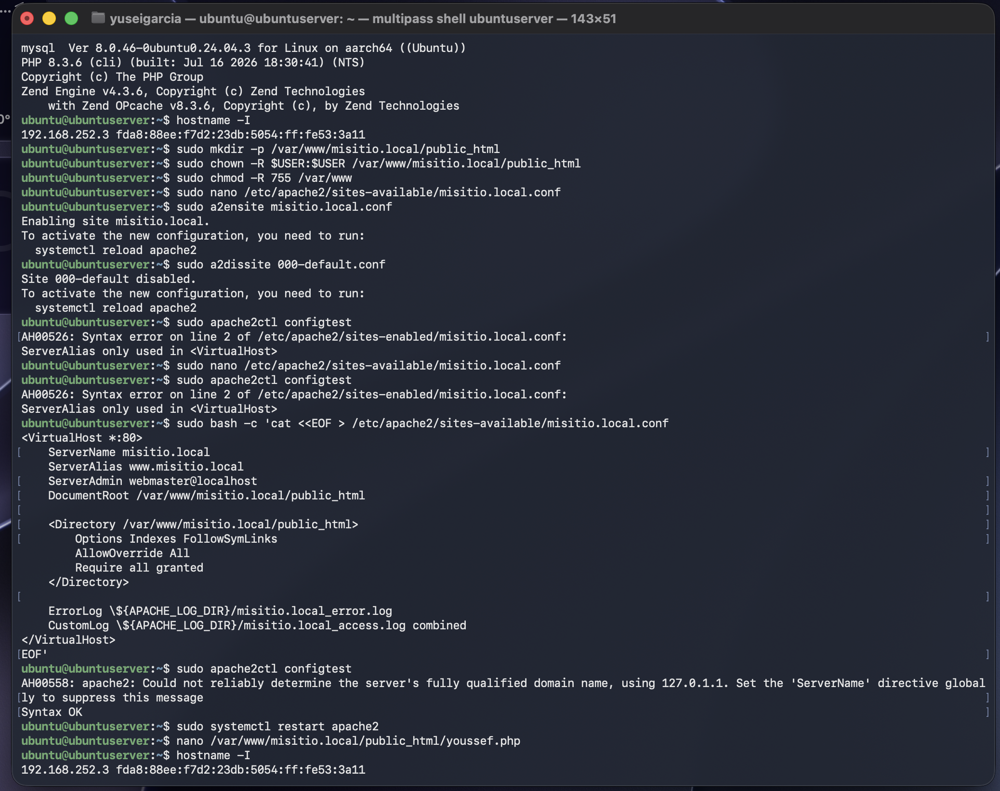 yuseigarcia — ubuntu@ubuntuserver: ~ — multipass shell ubuntuserver — 143×51
mysql  Ver 8.0.46-0ubuntu0.24.04.3 for Linux on aarch64 ((Ubuntu))
PHP 8.3.6 (cli) (built: Jul 16 2026 18:30:41) (NTS)
Copyright (c) The PHP Group
Zend Engine v4.3.6, Copyright (c) Zend Technologies
    with Zend OPcache v8.3.6, Copyright (c), by Zend Technologies
ubuntu@ubuntuserver:~$ hostname -I
192.168.252.3 fda8:88ee:f7d2:23db:5054:ff:fe53:3a11
ubuntu@ubuntuserver:~$ sudo mkdir -p /var/www/misitio.local/public_html
ubuntu@ubuntuserver:~$ sudo chown -R $USER:$USER /var/www/misitio.local/public_html
ubuntu@ubuntuserver:~$ sudo chmod -R 755 /var/www
ubuntu@ubuntuserver:~$ sudo nano /etc/apache2/sites-available/misitio.local.conf
ubuntu@ubuntuserver:~$ sudo a2ensite misitio.local.conf
Enabling site misitio.local.
To activate the new configuration, you need to run:
  systemctl reload apache2
ubuntu@ubuntuserver:~$ sudo a2dissite 000-default.conf
Site 000-default disabled.
To activate the new configuration, you need to run:
  systemctl reload apache2
ubuntu@ubuntuserver:~$ sudo apache2ctl configtest
[AH00526: Syntax error on line 2 of /etc/apache2/sites-enabled/misitio.local.conf: ]
ServerAlias only used in <VirtualHost>
ubuntu@ubuntuserver:~$ sudo nano /etc/apache2/sites-available/misitio.local.conf
ubuntu@ubuntuserver:~$ sudo apache2ctl configtest
AH00526: Syntax error on line 2 of /etc/apache2/sites-enabled/misitio.local.conf:
ServerAlias only used in <VirtualHost>
ubuntu@ubuntuserver:~$ sudo bash -c 'cat <<EOF > /etc/apache2/sites-available/misitio.local.conf
<VirtualHost *:80>
[    ServerName misitio.local ]
    ServerAlias www.misitio.local
[    ServerAdmin webmaster@localhost ]
[    DocumentRoot /var/www/misitio.local/public_html ]
[ ]
[    <Directory /var/www/misitio.local/public_html> ]
[        Options Indexes FollowSymLinks ]
        AllowOverride All
        Require all granted
    </Directory>
[ ]
    ErrorLog \${APACHE_LOG_DIR}/misitio.local_error.log
    CustomLog \${APACHE_LOG_DIR}/misitio.local_access.log combined
</VirtualHost>
[EOF' ]
ubuntu@ubuntuserver:~$ sudo apache2ctl configtest
AH00558: apache2: Could not reliably determine the server's fully qualified domain name, using 127.0.1.1. Set the 'ServerName' directive global
[ly to suppress this message ]
[Syntax OK ]
ubuntu@ubuntuserver:~$ sudo systemctl restart apache2
ubuntu@ubuntuserver:~$ nano /var/www/misitio.local/public_html/youssef.php
ubuntu@ubuntuserver:~$ hostname -I
192.168.252.3 fda8:88ee:f7d2:23db:5054:ff:fe53:3a11